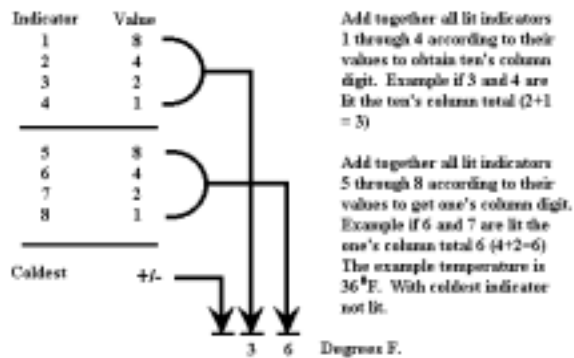 Indicator Value
1 8
2 4
3 2
4 1
5 8
6 4
7 2
8 1
Coldest +/-
3 6 Degrees F.
Add together all lit indicators
1 through 4 according to their
values to obtain ten's column
digit. Example if 3 and 4 are
lit the ten's column total (2+1
= 3)
Add together all lit indicators
5 through 8 according to their
values to get one's column digit.
Example if 6 and 7 are lit the
one's column total 6 (4+2=6)
The example temperature is
36°F. With coldest indicator
not lit.